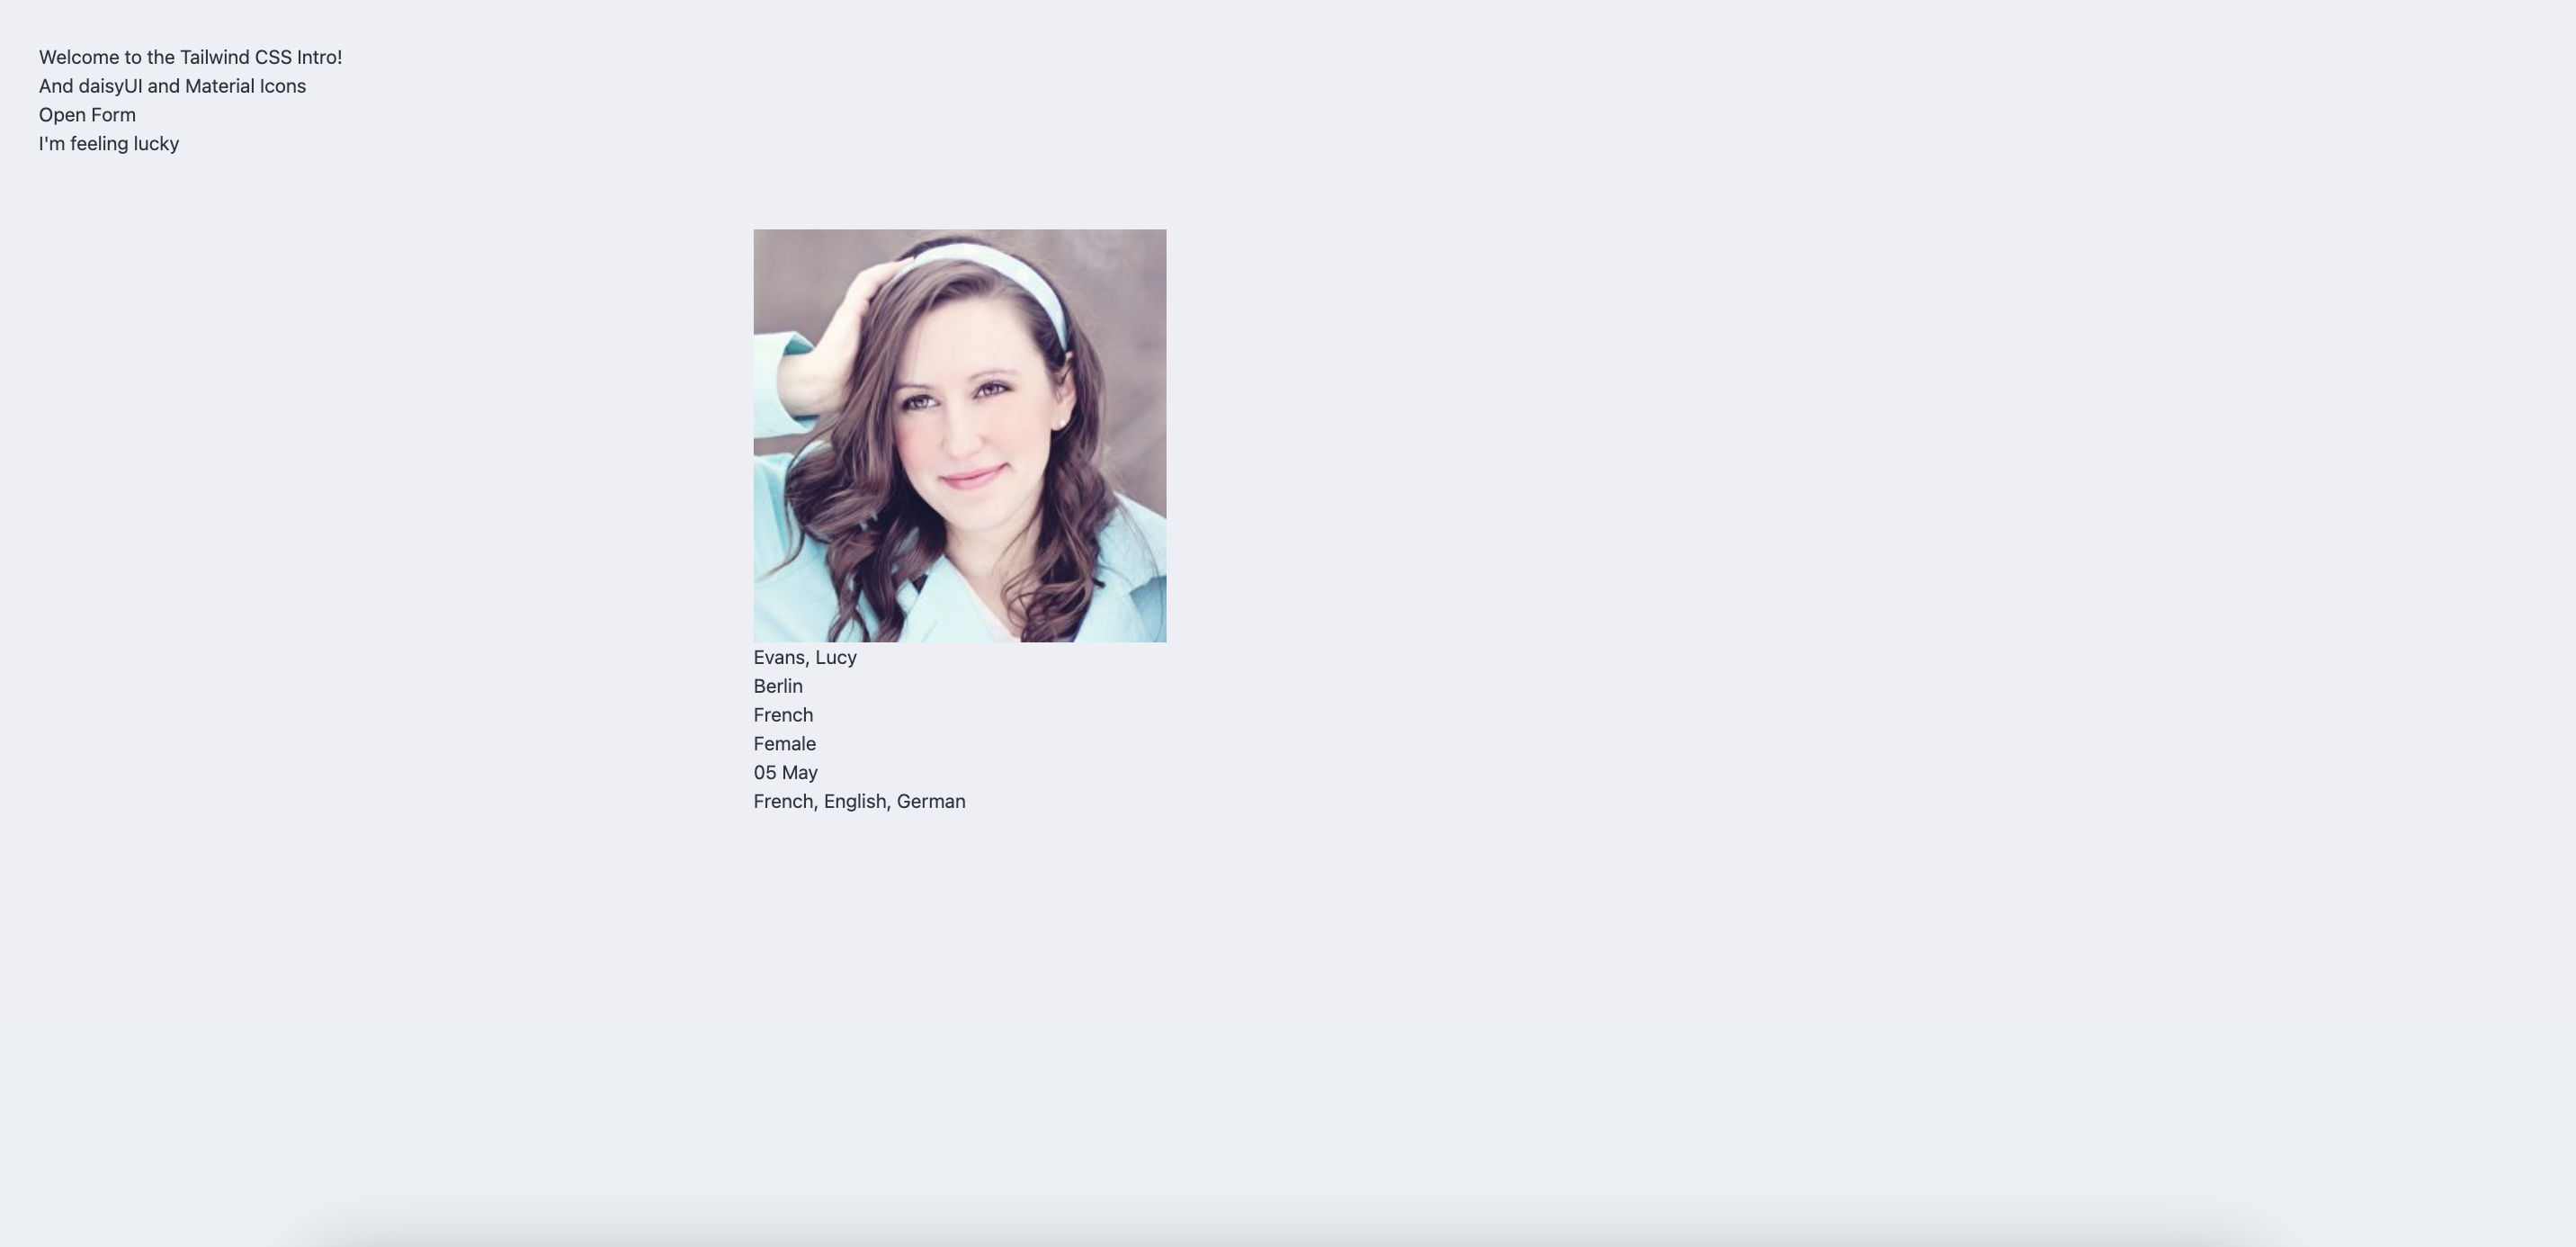 Welcome to the Tailwind CSS Intro!
And daisyUI and Material Icons
Open Form
I'm feeling lucky
Evans, Lucy
Berlin
French
Female
05 May
French, English, German